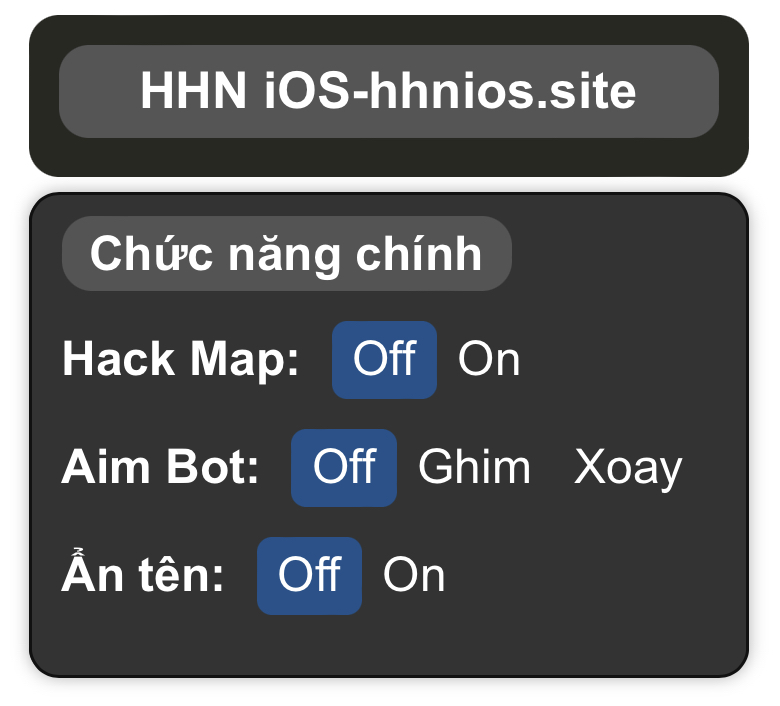 HHN iOS-hhnios.site
Chức năng chính
Hack Map: Off On
Aim Bot: Off Ghim Xoay
Ẩn tên: Off On